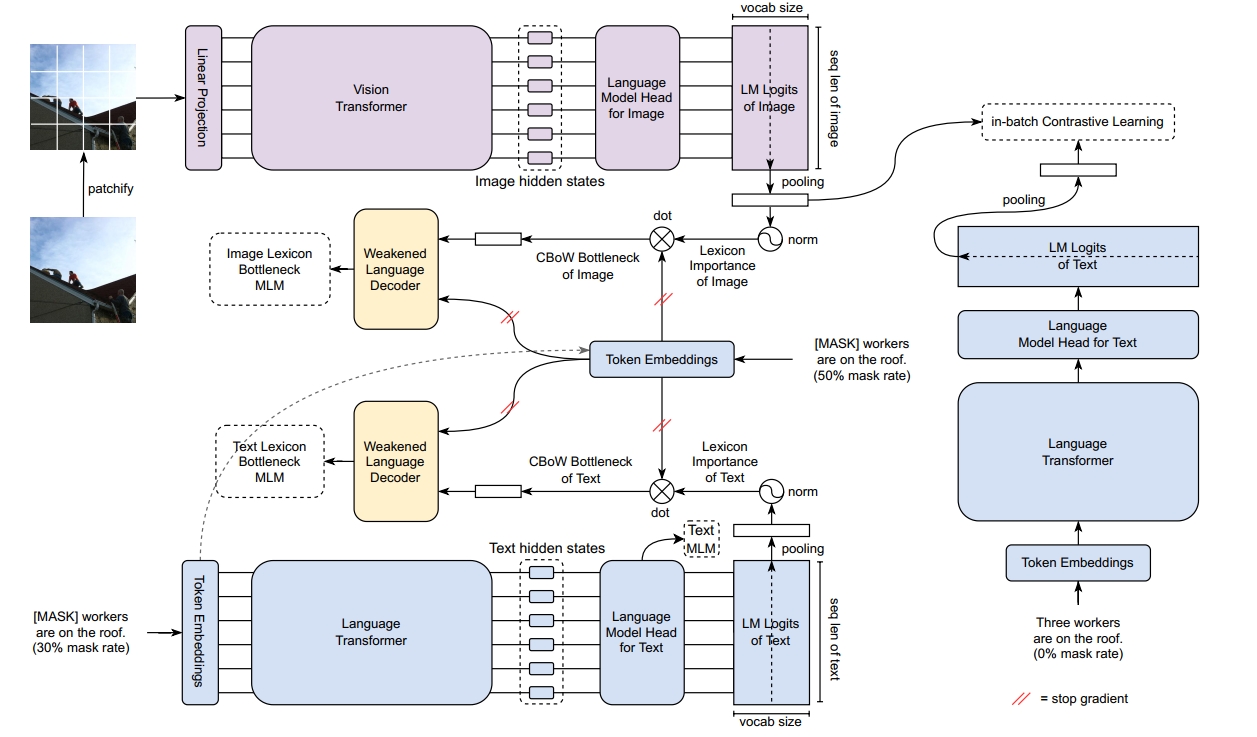 vocab size
Linear Projection
Vision
Transformer
Language
Model Head
for Image
LM Logits
of Image
seq len of image
Image hidden states
pooling
patchify
in-batch Contrastive Learning
pooling
LM Logits
of Text
Language
Model Head for Text
Language
Transformer
Token Embeddings
Three workers
are on the roof.
(0% mask rate)
= stop gradient
Image Lexicon
Bottleneck
MLM
Weakened
Language
Decoder
CBoW Bottleneck
of Image
dot
Lexicon
Importance
of Image
norm
Token Embeddings
[MASK] workers
are on the roof.
(50% mask rate)
Text Lexicon
Bottleneck
MLM
Weakened
Language
Decoder
CBoW Bottleneck
of Text
dot
Lexicon
Importance
of Text
norm
Text
MLM
pooling
Text hidden states
[MASK] workers
are on the roof.
(30% mask rate)
Token Embeddings
Language
Transformer
Language
Model Head
for Text
LM Logits
of Text
seq len of text
vocab size